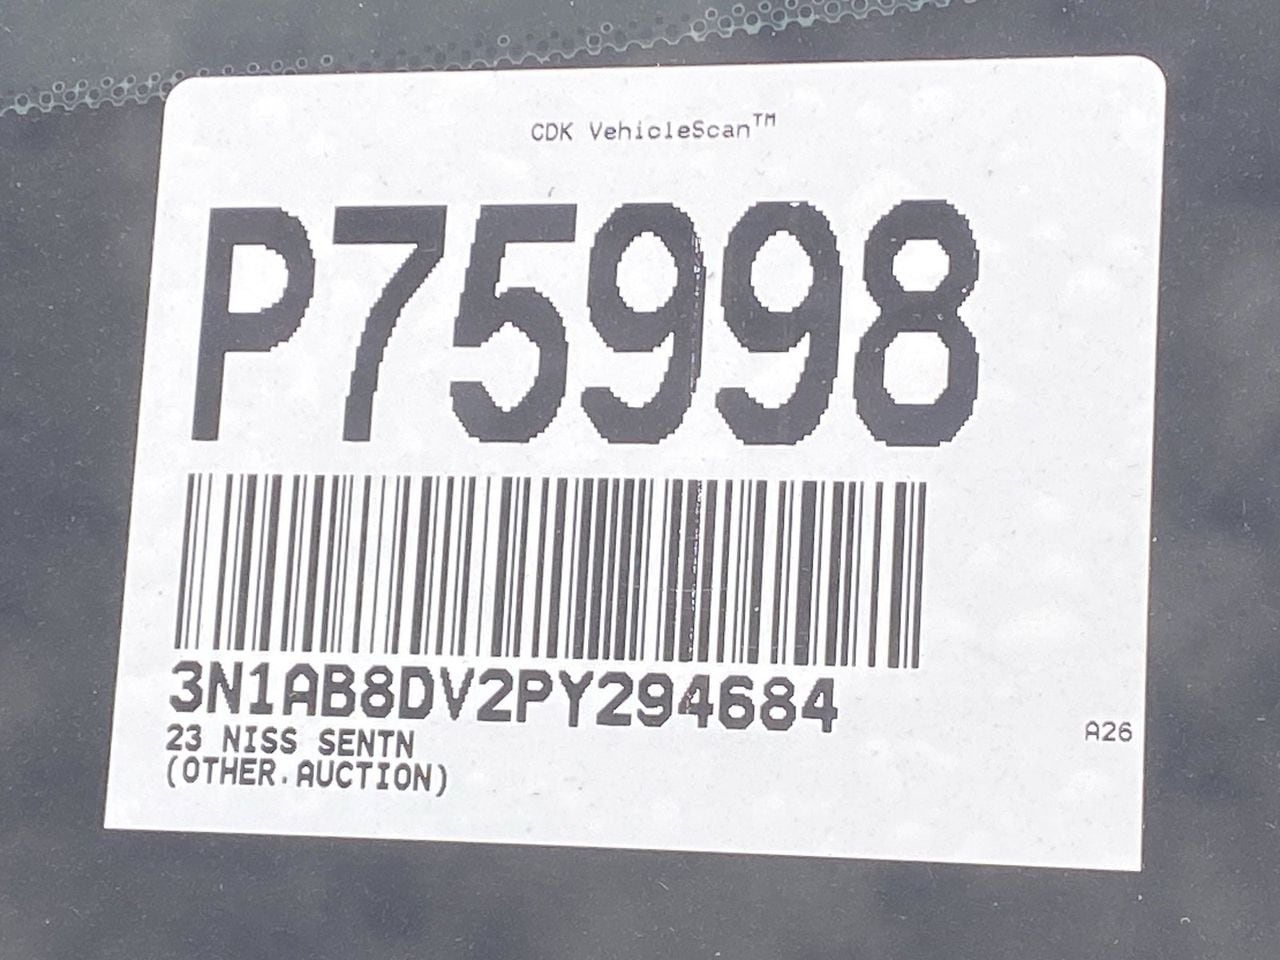 CDK VehicleScan™
P75998
3N1AB8DV2PY294684
23 NISS SENTN
(OTHER.AUCTION)
A26